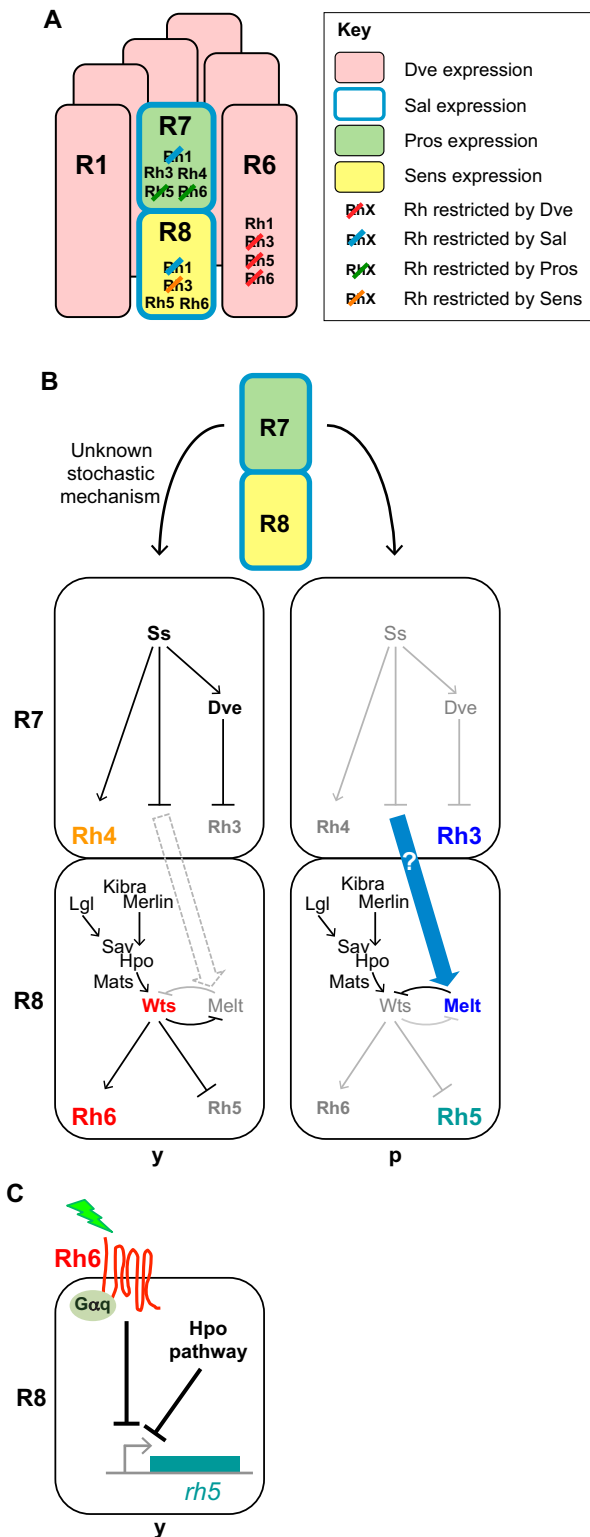 A
R1
R7
Rh1
Rh3 Rh4
Rh5 Rh6
R8
Rh1
Rh3
Rh5 Rh6
R6
Rh1
Rh3
Rh5
Rh6
Key
Dve expression
Sal expression
Pros expression
Sens expression
RhX Rh restricted by Dve
RhX Rh restricted by Sal
RhX Rh restricted by Pros
RhX Rh restricted by Sens
B
Unknown
stochastic
mechanism
R7
R8
R7
Ss
Dve
Rh4
Rh3
Ss
Dve
Rh4
Rh3
?
R8
Kibra
Lgl Merlin
Sav
Hpo
Mats
Wts Melt
Rh6
Rh5
y
Kibra
Lgl Merlin
Sav
Hpo
Mats
Wts Melt
Rh6
Rh5
p
C
Rh6
Gαq
Hpo
pathway
R8
rh5
y